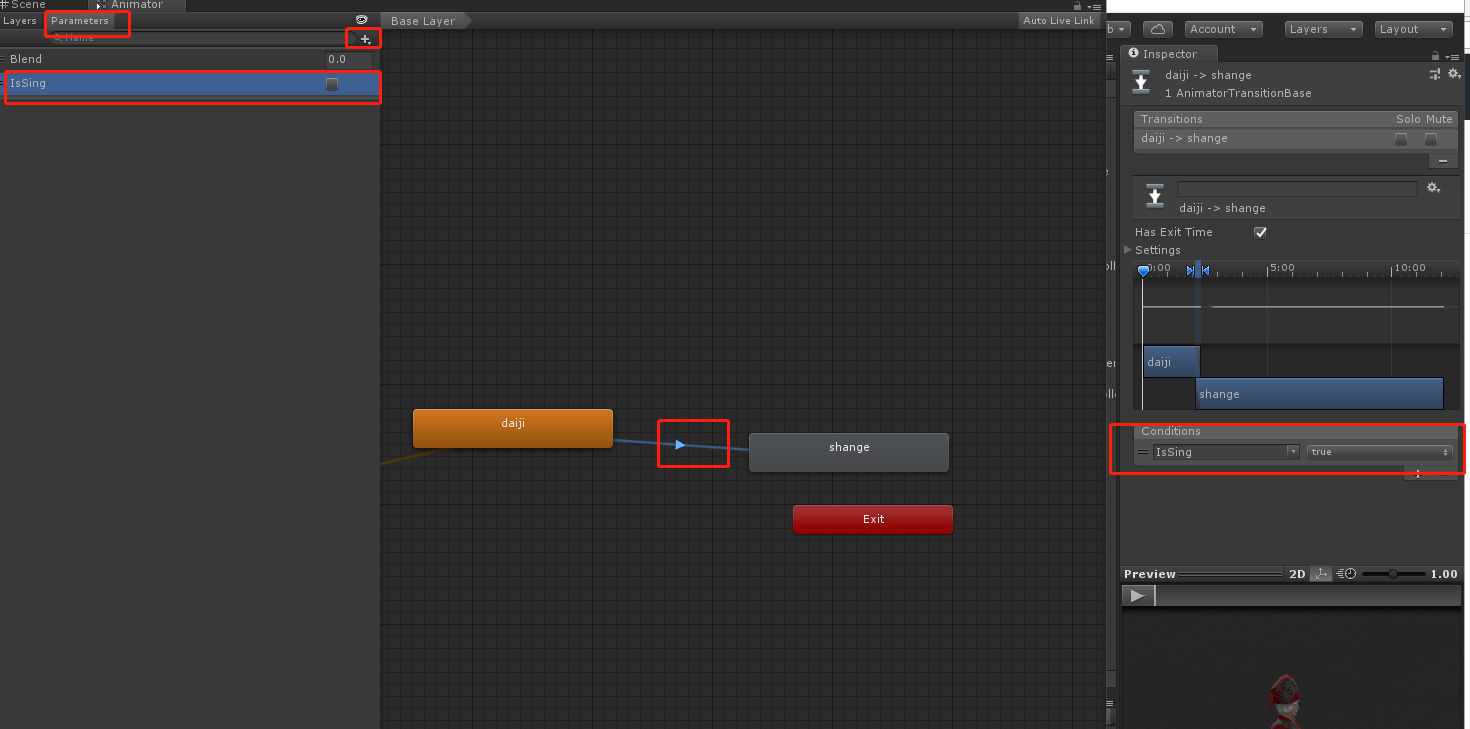 Scene
Animator
Layers
Parameters
Name
Base Layer
Auto Live Link
Blend
0.0
IsSing
daiji
shange
Exit
b
Account
Layers
Layout
Inspector
daiji -> shange
1 AnimatorTransitionBase
Transitions
Solo Mute
daiji -> shange
daiji -> shange
Has Exit Time
Settings
0:00
5:00
10:00
daiji
shange
Conditions
IsSing
true
Preview
2D
1.00